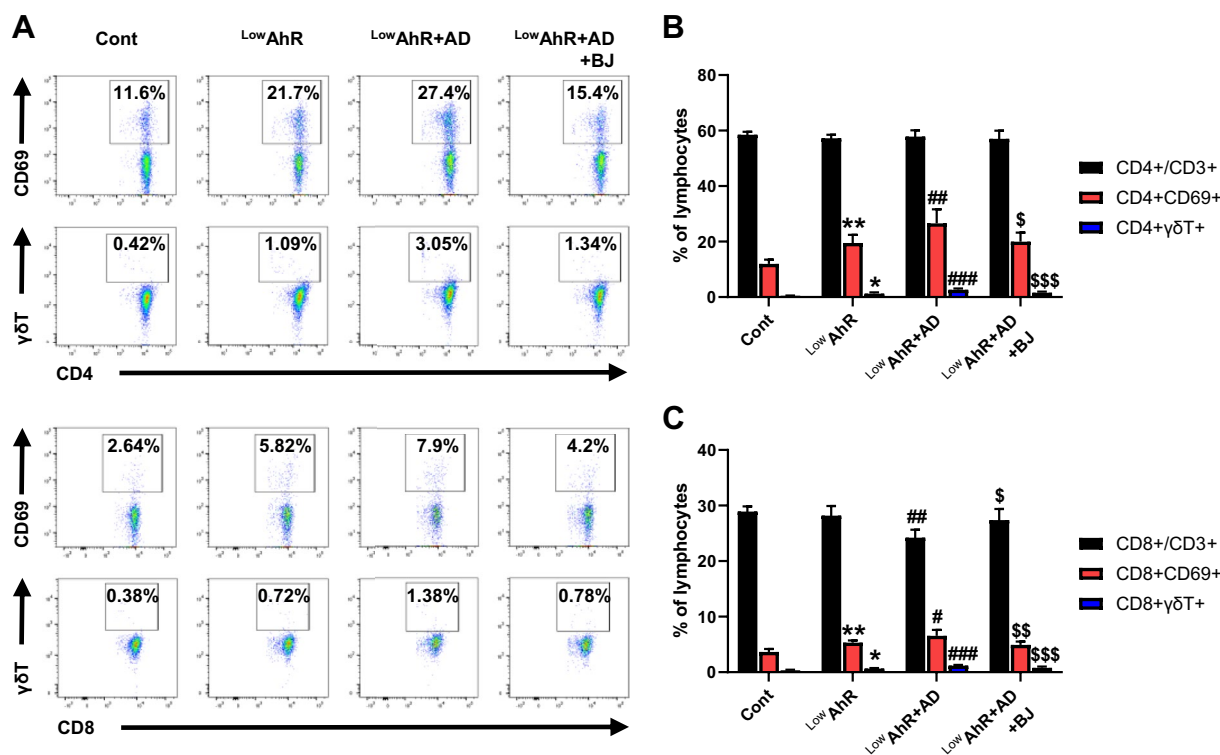 A
Cont
LowAhR
LowAhR+AD
LowAhR+AD
+BJ
CD69
11.6%
21.7%
27.4%
15.4%
γδT
0.42%
1.09%
3.05%
1.34%
CD4
CD69
2.64%
5.82%
7.9%
4.2%
γδT
0.38%
0.72%
1.38%
0.78%
CD8
B
% of lymphocytes
80
60
40
20
0
**
*
##
###
$
$$$
Cont
LowAhR
LowAhR+AD
LowAhR+AD
+BJ
CD4+/CD3+
CD4+CD69+
CD4+γδT+
C
% of lymphocytes
40
30
20
10
0
**
*
##
#
###
$
$$
$$$
Cont
LowAhR
LowAhR+AD
LowAhR+AD
+BJ
CD8+/CD3+
CD8+CD69+
CD8+γδT+